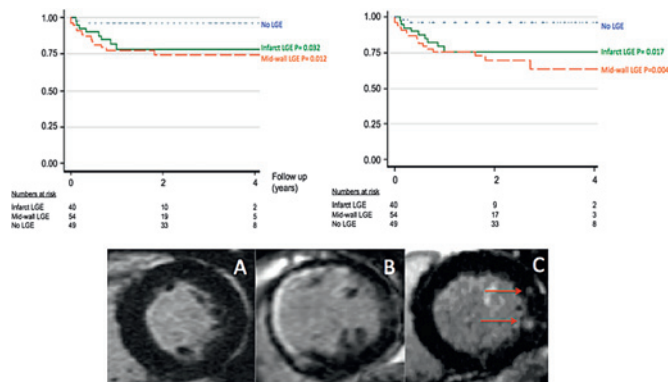 1.00
0.75
0.50
0.25
0.00
0
2
4
No LGE
Infarct LGE P= 0.032
Mid-wall LGE P= 0.012
Follow up
(years)
Numbers at risk
Infarct LGE 40 10 2
Mid-wall LGE 54 19 5
No LGE 49 33 8
1.00
0.75
0.50
0.25
0.00
0
2
4
No LGE
Infarct LGE P= 0.017
Mid-wall LGE P=0.004
Numbers at risk
Infarct LGE 40 9 2
Mid-wall LGE 54 17 3
No LGE 49 33 8
A
B
C